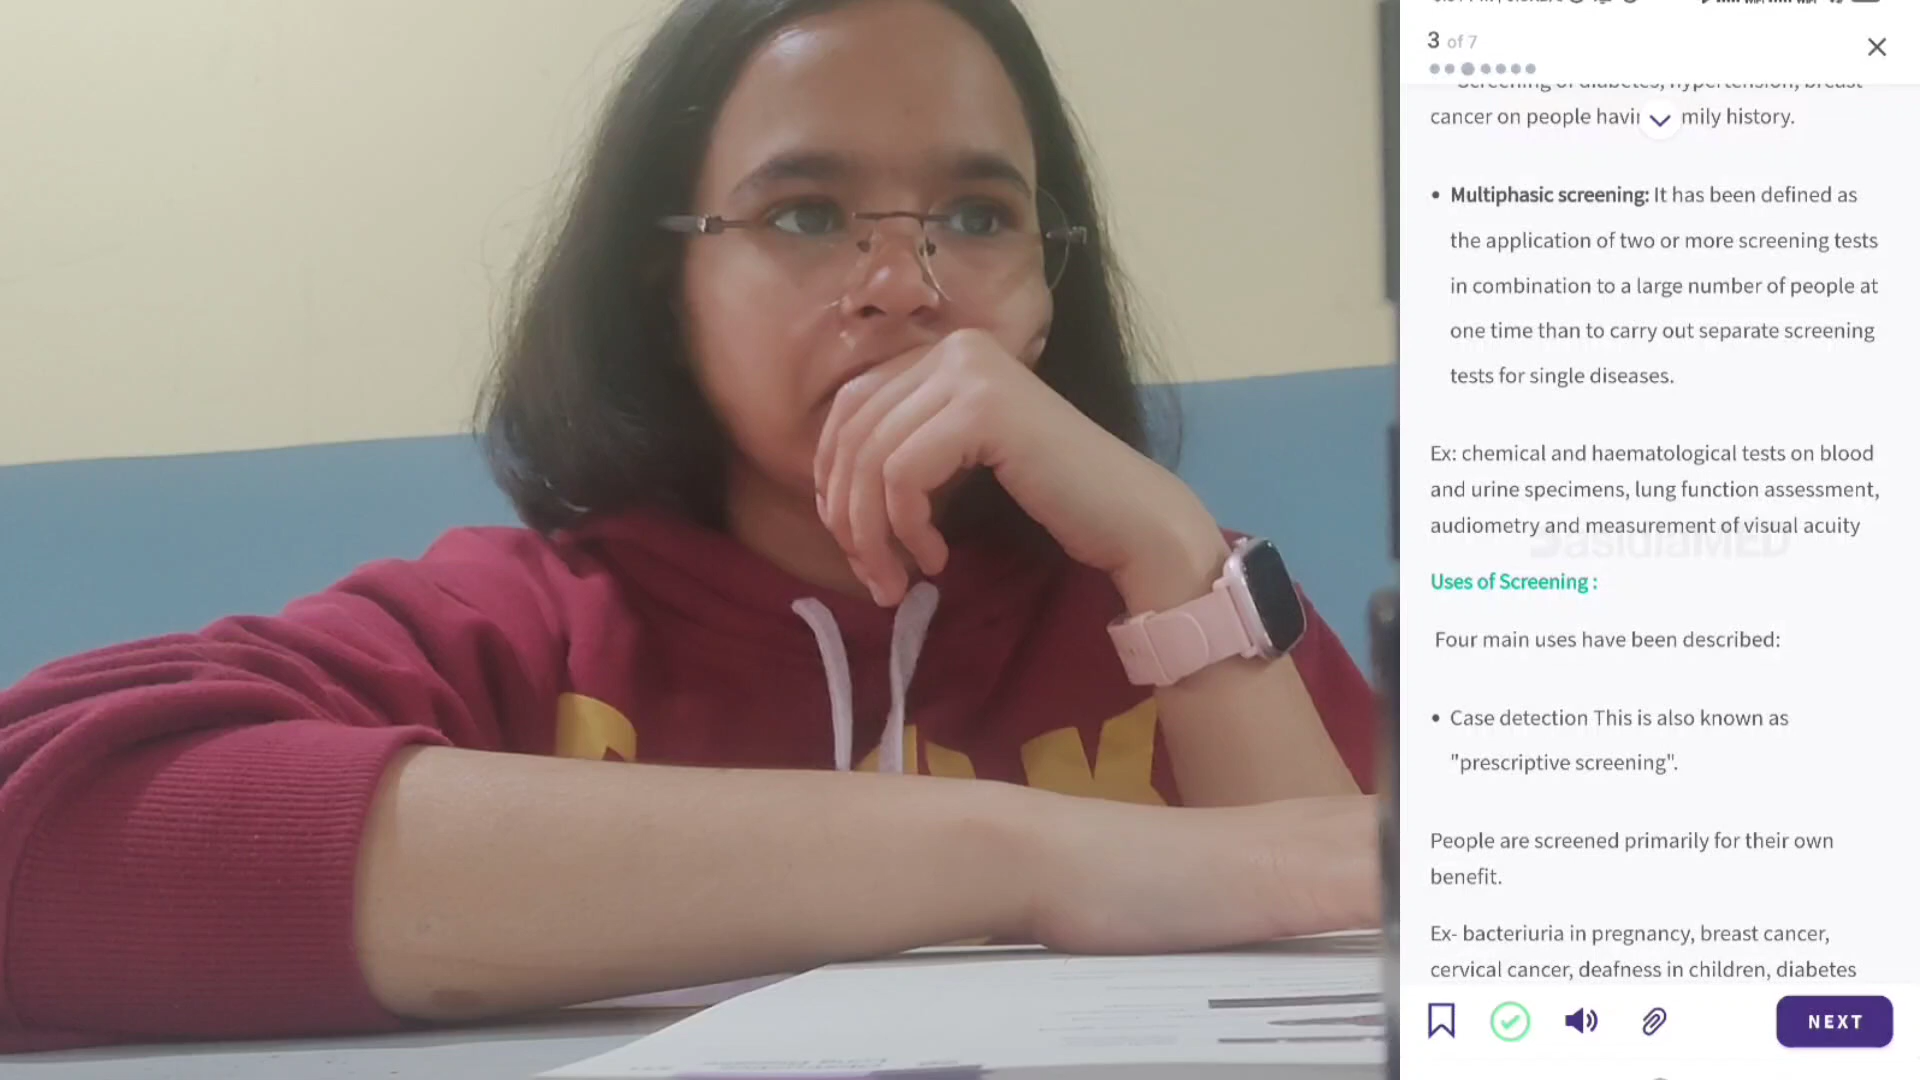 3 of 7
Screening of diabetes, hypertension, breast
cancer on people mily history.
• Multiphasic screening: It has been defined as
the application of two or more screening tests
in combination to a large number of people at
one time than to carry out separate screening
tests for single diseases.
Ex: chemical and haematological tests on blood
and urine specimens, lung function assessment,
audiometry and measurement of visual acuity
Uses of Screening :
Four main uses have been described:
• Case detection This is also known as
"prescriptive screening".
People are screened primarily for their own
benefit.
Ex- bacteriuria in pregnancy, breast cancer,
cervical cancer, deafness in children, diabetes
NEXT